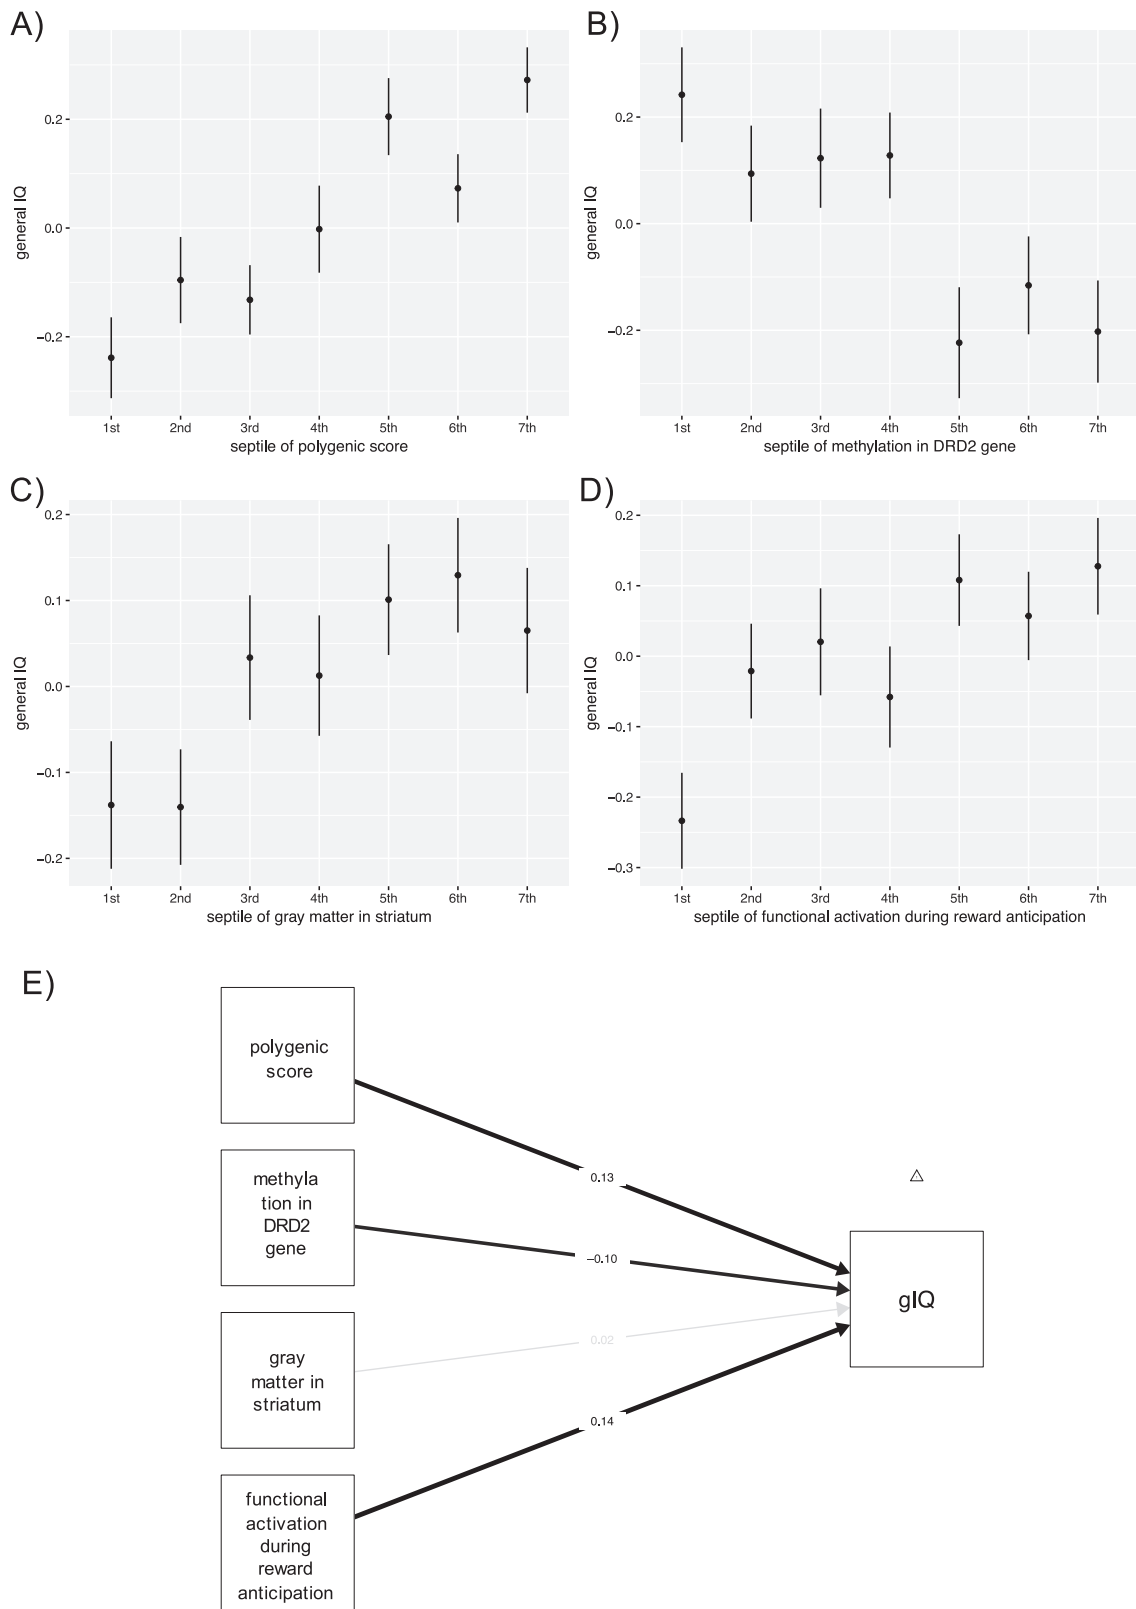 A)
0.2
0.0
−0.2
general IQ
1st 2nd 3rd 4th 5th 6th 7th
septile of polygenic score
B)
0.2
0.0
−0.2
general IQ
1st 2nd 3rd 4th 5th 6th 7th
septile of methylation in DRD2 gene
C)
0.2
0.1
0.0
−0.1
−0.2
general IQ
1st 2nd 3rd 4th 5th 6th 7th
septile of gray matter in striatum
D)
0.2
0.1
0.0
−0.1
−0.2
−0.3
general IQ
1st 2nd 3rd 4th 5th 6th 7th
septile of functional activation during reward anticipation
E)
polygenic
score
methyla
tion in
DRD2
gene
gray
matter in
striatum
functional
activation
during
reward
anticipation
0.13
−0.10
0.02
0.14
gIQ